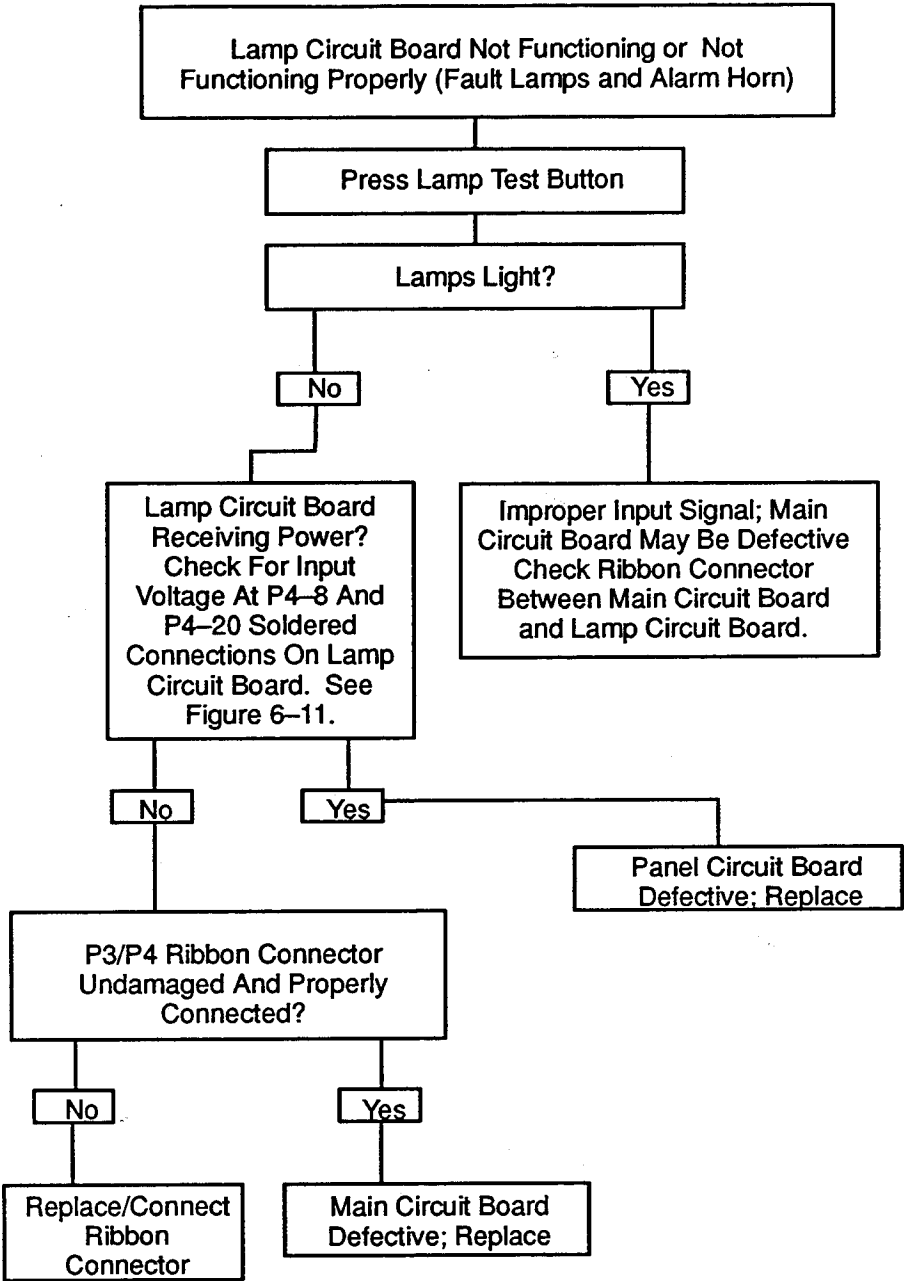 Lamp Circuit Board Not Functioning or Not
Functioning Properly (Fault Lamps and Alarm Horn)
Press Lamp Test Button
Lamps Light?
No
Yes
Lamp Circuit Board
Receiving Power?
Check For Input
Voltage At P4–8 And
P4–20 Soldered
Connections On Lamp
Circuit Board. See
Figure 6–11.
Improper Input Signal; Main
Circuit Board May Be Defective
Check Ribbon Connector
Between Main Circuit Board
and Lamp Circuit Board.
No
Yes
Panel Circuit Board
Defective; Replace
P3/P4 Ribbon Connector
Undamaged And Properly
Connected?
No
Yes
Replace/Connect
Ribbon
Connector
Main Circuit Board
Defective; Replace